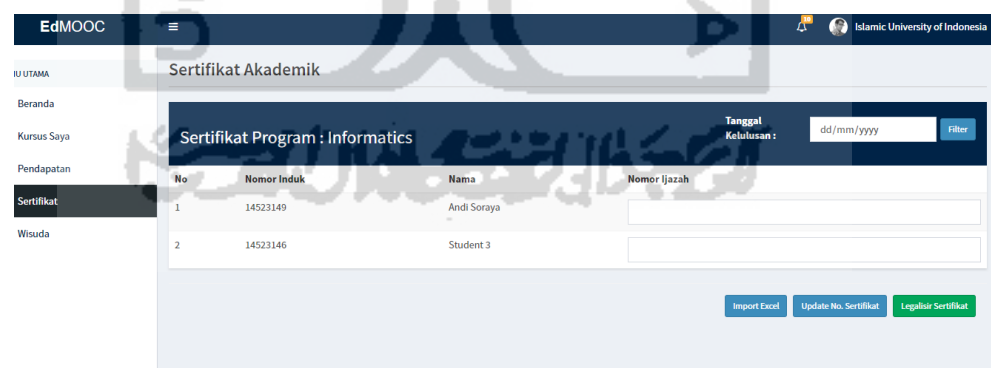 EdMOOC
10
Islamic University of Indonesia
IU UTAMA
Beranda
Kursus Saya
Pendapatan
Sertifikat
Wisuda
Sertifikat Akademik
Sertifikat Program : Informatics
Tanggal
Kelulusan :
dd/mm/yyyy
Filter
No Nomor Induk Nama Nomor Ijazah
1 14523149 Andi Soraya
2 14523146 Student 3
Import Excel Update No. Sertifikat Legalisir Sertifikat